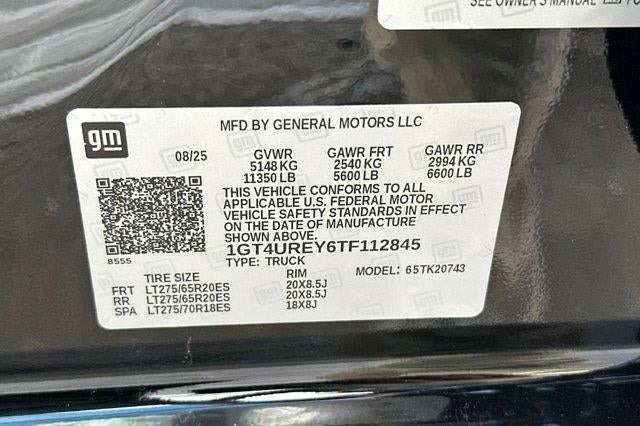 SEE OWNER'S MANUAL
gm
MFD BY GENERAL MOTORS LLC
08/25 GVWR GAWR FRT GAWR RR
5148 KG 2540 KG 2994 KG
11350 LB 5600 LB 6600 LB
THIS VEHICLE CONFORMS TO ALL
APPLICABLE U.S. FEDERAL MOTOR
VEHICLE SAFETY STANDARDS IN EFFECT
ON THE DATE OF MANUFACTURE
SHOWN ABOVE.
1GT4UREY6TF112845
8555
TYPE: TRUCK MODEL: 65TK20743
TIRE SIZE RIM
FRT LT275/65R20ES 20X8.5J
RR LT275/65R20ES 20X8.5J
SPA LT275/70R18ES 18X8J